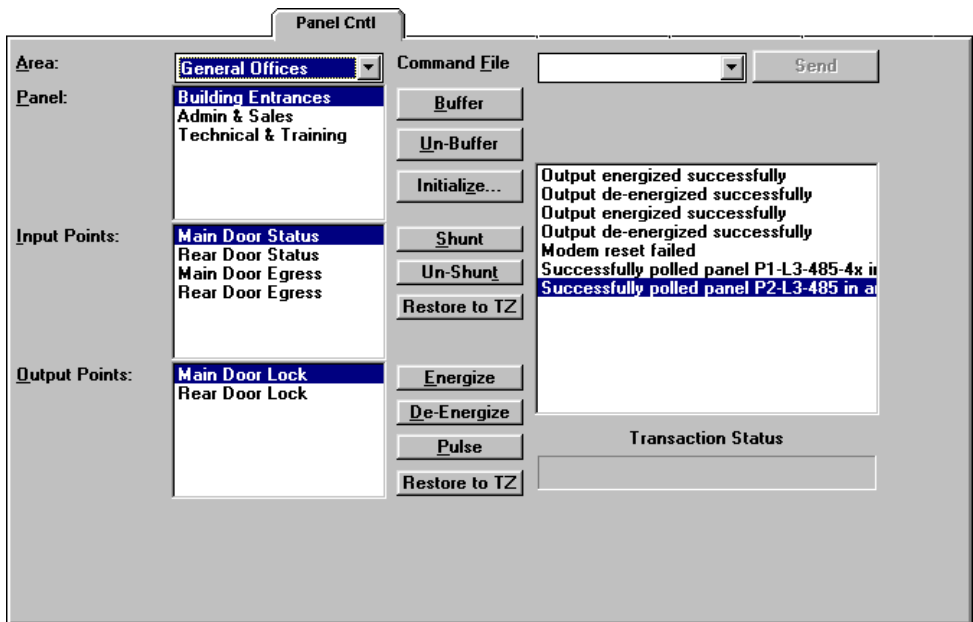 Panel Cntl
Area:
General Offices
Command File
Send
Panel:
Building Entrances
Admin & Sales
Technical & Training
Buffer
Un-Buffer
Initialize...
Output energized successfully
Output de-energized successfully
Output energized successfully
Output de-energized successfully
Modem reset failed
Successfully polled panel P1-L3-485-4x i
Successfully polled panel P2-L3-485 in a
Input Points:
Main Door Status
Rear Door Status
Main Door Egress
Rear Door Egress
Shunt
Un-Shunt
Restore to TZ
Output Points:
Main Door Lock
Rear Door Lock
Energize
De-Energize
Pulse
Restore to TZ
Transaction Status